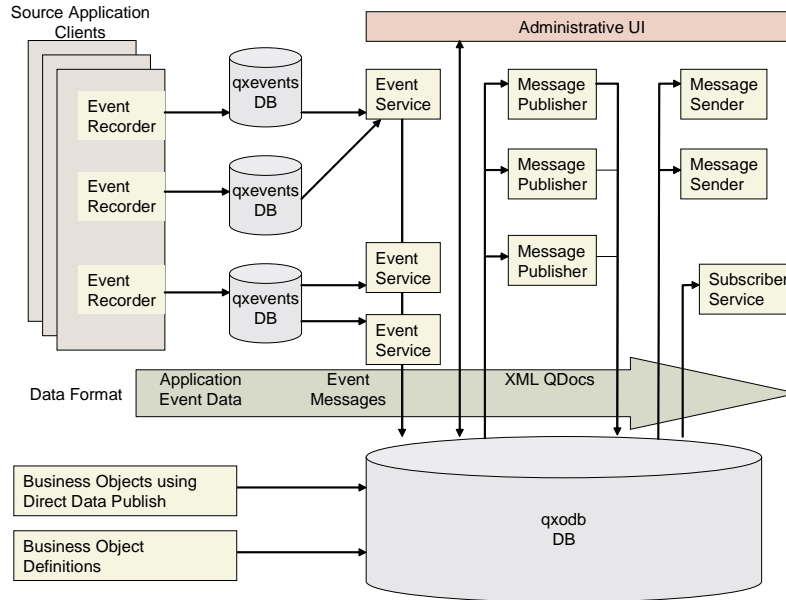 Source Application
Clients
Administrative UI
Event
Recorder
qxevents
DB
Event
Service
Message
Publisher
Message
Sender
Event
Recorder
qxevents
DB
Message
Publisher
Message
Sender
Event
Recorder
qxevents
DB
Event
Service
Message
Publisher
Subscriber
Service
Event
Service
Data Format
Application
Event Data
Event
Messages
XML QDocs
Business Objects using
Direct Data Publish
qxodb
DB
Business Object
Definitions